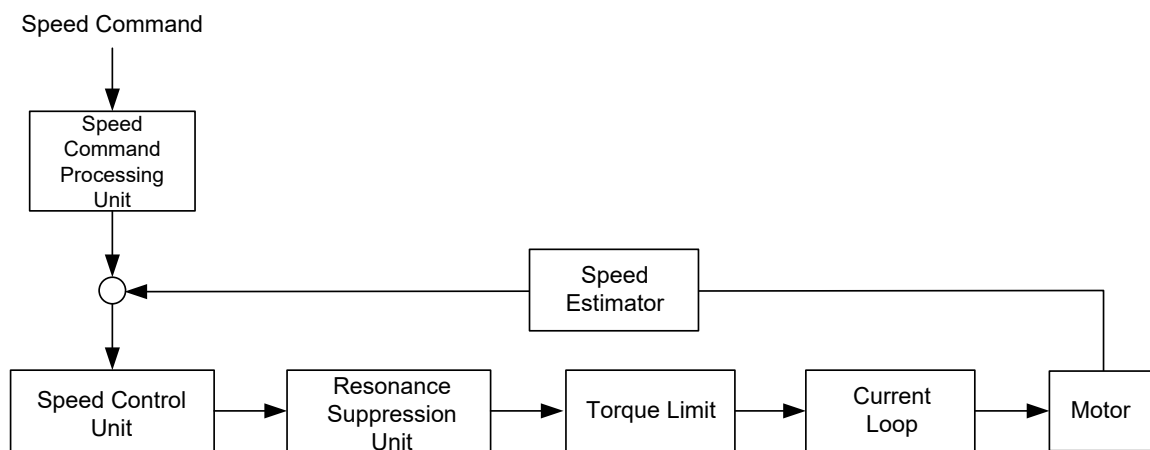 Speed Command
Speed
Command
Processing
Unit
Speed
Estimator
Speed Control
Unit
Resonance
Suppression
Unit
Torque Limit
Current
Loop
Motor